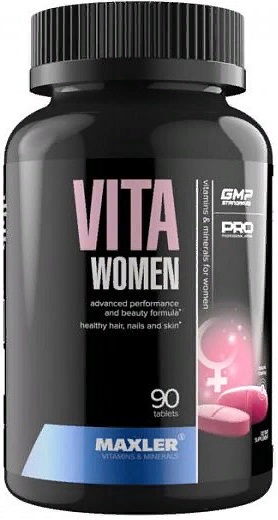 VITA
WOMEN
advanced performance
and beauty formula*
healthy hair, nails and skin*
90
tablets
MAXLER®
VITAMINS & MINERALS
vitamins & minerals for women
GMP
STANDARDS
PRO